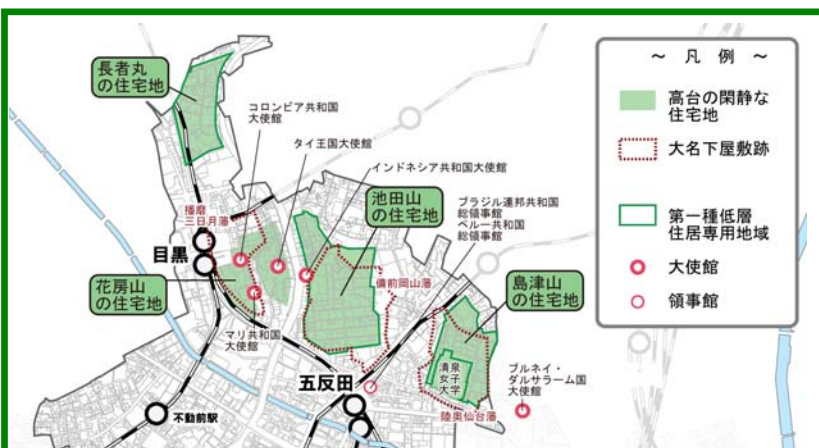 長者丸
の住宅地
コロンビア共和国
大使館
タイ王国大使館
インドネシア共和国大使館
播磨
三日月藩
目黒
池田山
の住宅地
ブラジル連邦共和国
総領事館
ペルー共和国
総領事館
花房山
の住宅地
備前岡山藩
島津山
の住宅地
マリ共和国
大使館
五反田
清泉
女子
大学
ブルネイ・
ダルサラーム国
大使館
陸奥仙台藩
不動前駅
～ 凡 例 ～
高台の閑静な
住宅地
大名下屋敷跡
第一種低層
住居専用地域
大使館
領事館